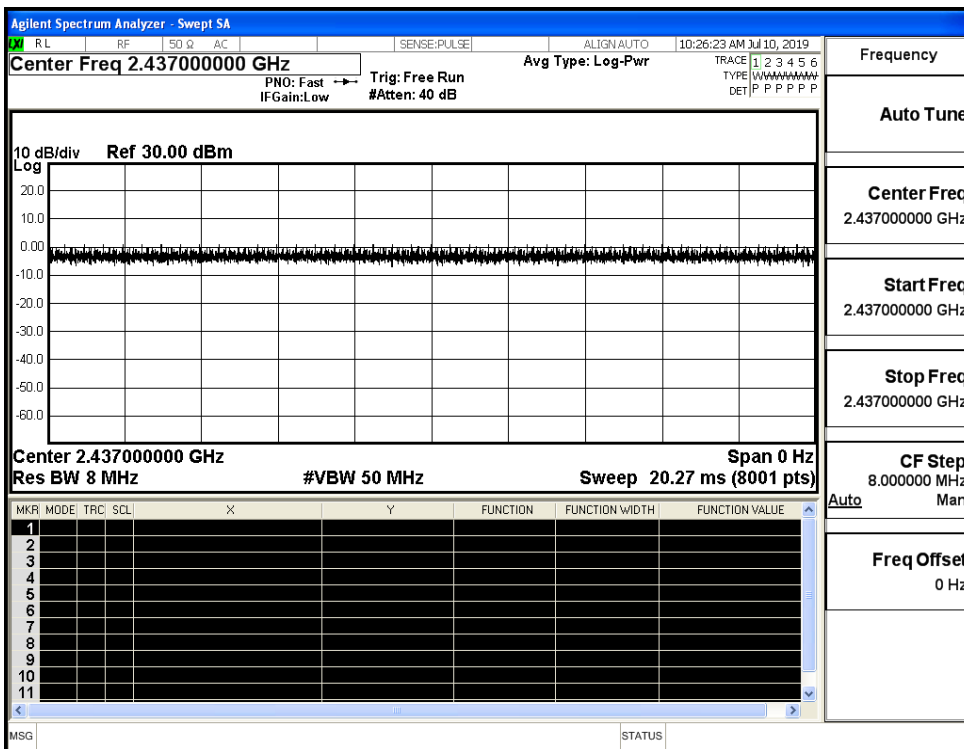 Agilent Spectrum Analyzer - Swept SA
LXI RL RF 50 Ω AC SENSE:PULSE ALIGN AUTO 10:26:23 AM Jul 10, 2019
Center Freq 2.437000000 GHz
PNO: Fast
IFGain:Low
Trig: Free Run
#Atten: 40 dB
Avg Type: Log-Pwr
TRACE 1 2 3 4 5 6
TYPE WWWWWW
DET P P P P P P
10 dB/div Ref 30.00 dBm
Log
20.0
10.0
0.00
-10.0
-20.0
-30.0
-40.0
-50.0
-60.0
Center 2.437000000 GHz Span 0 Hz
Res BW 8 MHz #VBW 50 MHz Sweep 20.27 ms (8001 pts)
MKR MODE TRC SCL X Y FUNCTION FUNCTION WIDTH FUNCTION VALUE
1
2
3
4
5
6
7
8
9
10
11
MSG STATUS
Frequency
Auto Tune
Center Freq
2.437000000 GHz
Start Freq
2.437000000 GHz
Stop Freq
2.437000000 GHz
CF Step
8.000000 MHz
Auto Man
Freq Offset
0 Hz